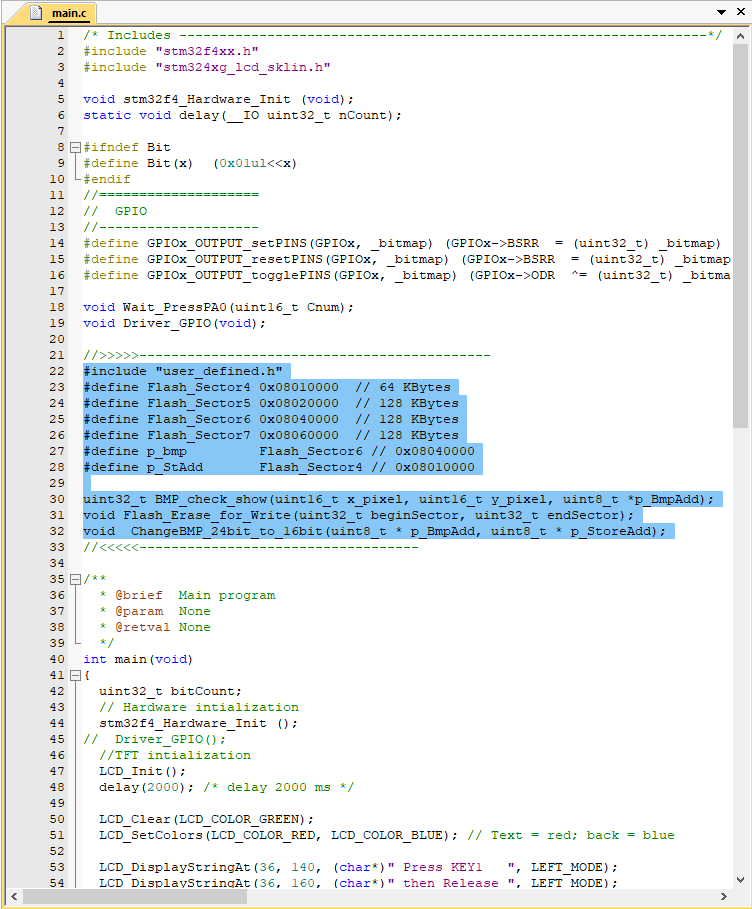 main.c
1 /* Includes ------------------------------------------------------------------*/
2 #include "stm32f4xx.h"
3 #include "stm324xg_lcd_sklin.h"
4
5 void stm32f4_Hardware_Init (void);
6 static void delay(__IO uint32_t nCount);
7
8 #ifndef Bit
9 #define Bit(x)  (0x01ul<<x)
10 #endif
11 //====================
12 //  GPIO
13 //--------------------
14 #define GPIOx_OUTPUT_setPINS(GPIOx, _bitmap) (GPIOx->BSRR  = (uint32_t) _bitmap)
15 #define GPIOx_OUTPUT_resetPINS(GPIOx, _bitmap) (GPIOx->BSRR  = (uint32_t) _bitmap
16 #define GPIOx_OUTPUT_togglePINS(GPIOx, _bitmap) (GPIOx->ODR  ^= (uint32_t) _bitma
17
18 void Wait_PressPA0(uint16_t Cnum);
19 void Driver_GPIO(void);
20
21 //>>>>>--------------------------------------------
22 #include "user_defined.h"
23 #define Flash_Sector4 0x08010000  // 64 KBytes
24 #define Flash_Sector5 0x08020000  // 128 KBytes
25 #define Flash_Sector6 0x08040000  // 128 KBytes
26 #define Flash_Sector7 0x08060000  // 128 KBytes
27 #define p_bmp         Flash_Sector6 // 0x08040000
28 #define p_StAdd       Flash_Sector4 // 0x08010000
29
30 uint32_t BMP_check_show(uint16_t x_pixel, uint16_t y_pixel, uint8_t *p_BmpAdd);
31 void Flash_Erase_for_Write(uint32_t beginSector, uint32_t endSector);
32 void  ChangeBMP_24bit_to_16bit(uint8_t * p_BmpAdd, uint8_t * p_StoreAdd);
33 //<<<<<-----------------------------------
34
35 /**
36   * @brief  Main program
37   * @param  None
38   * @retval None
39   */
40 int main(void)
41 {
42   uint32_t bitCount;
43   // Hardware intialization
44   stm32f4_Hardware_Init ();
45 //  Driver_GPIO();
46   //TFT intialization
47   LCD_Init();
48   delay(2000); /* delay 2000 ms */
49
50   LCD_Clear(LCD_COLOR_GREEN);
51   LCD_SetColors(LCD_COLOR_RED, LCD_COLOR_BLUE); // Text = red; back = blue
52
53   LCD_DisplayStringAt(36, 140, (char*)" Press KEY1   ", LEFT_MODE);
54   LCD_DisplayStringAt(36, 160, (char*)" then Release ", LEFT_MODE);